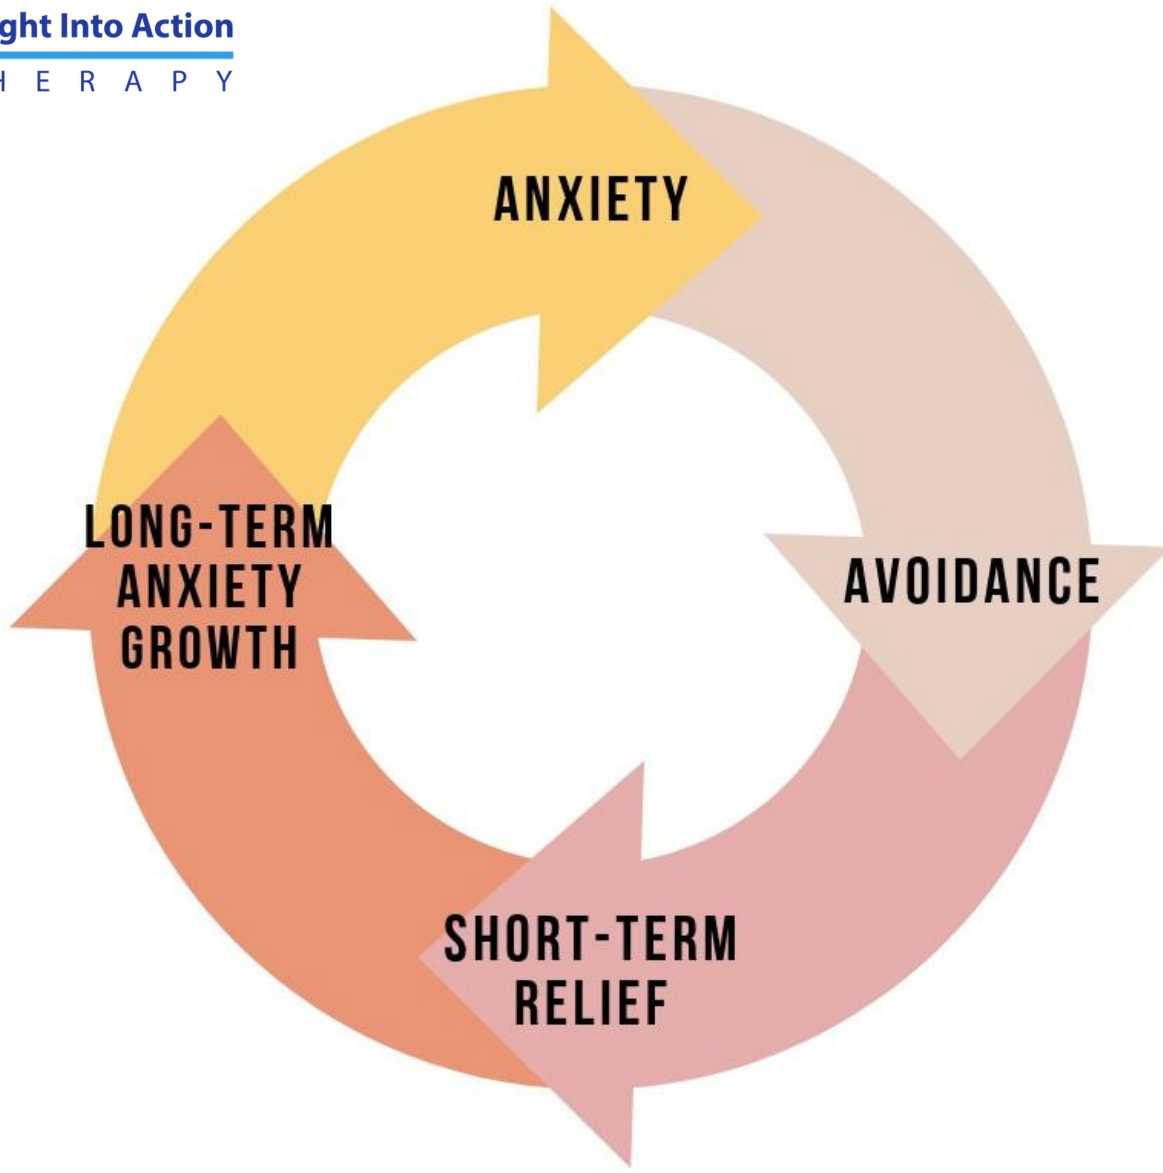 ght Into Action
H E R A P Y
ANXIETY
AVOIDANCE
SHORT-TERM
RELIEF
LONG-TERM
ANXIETY
GROWTH